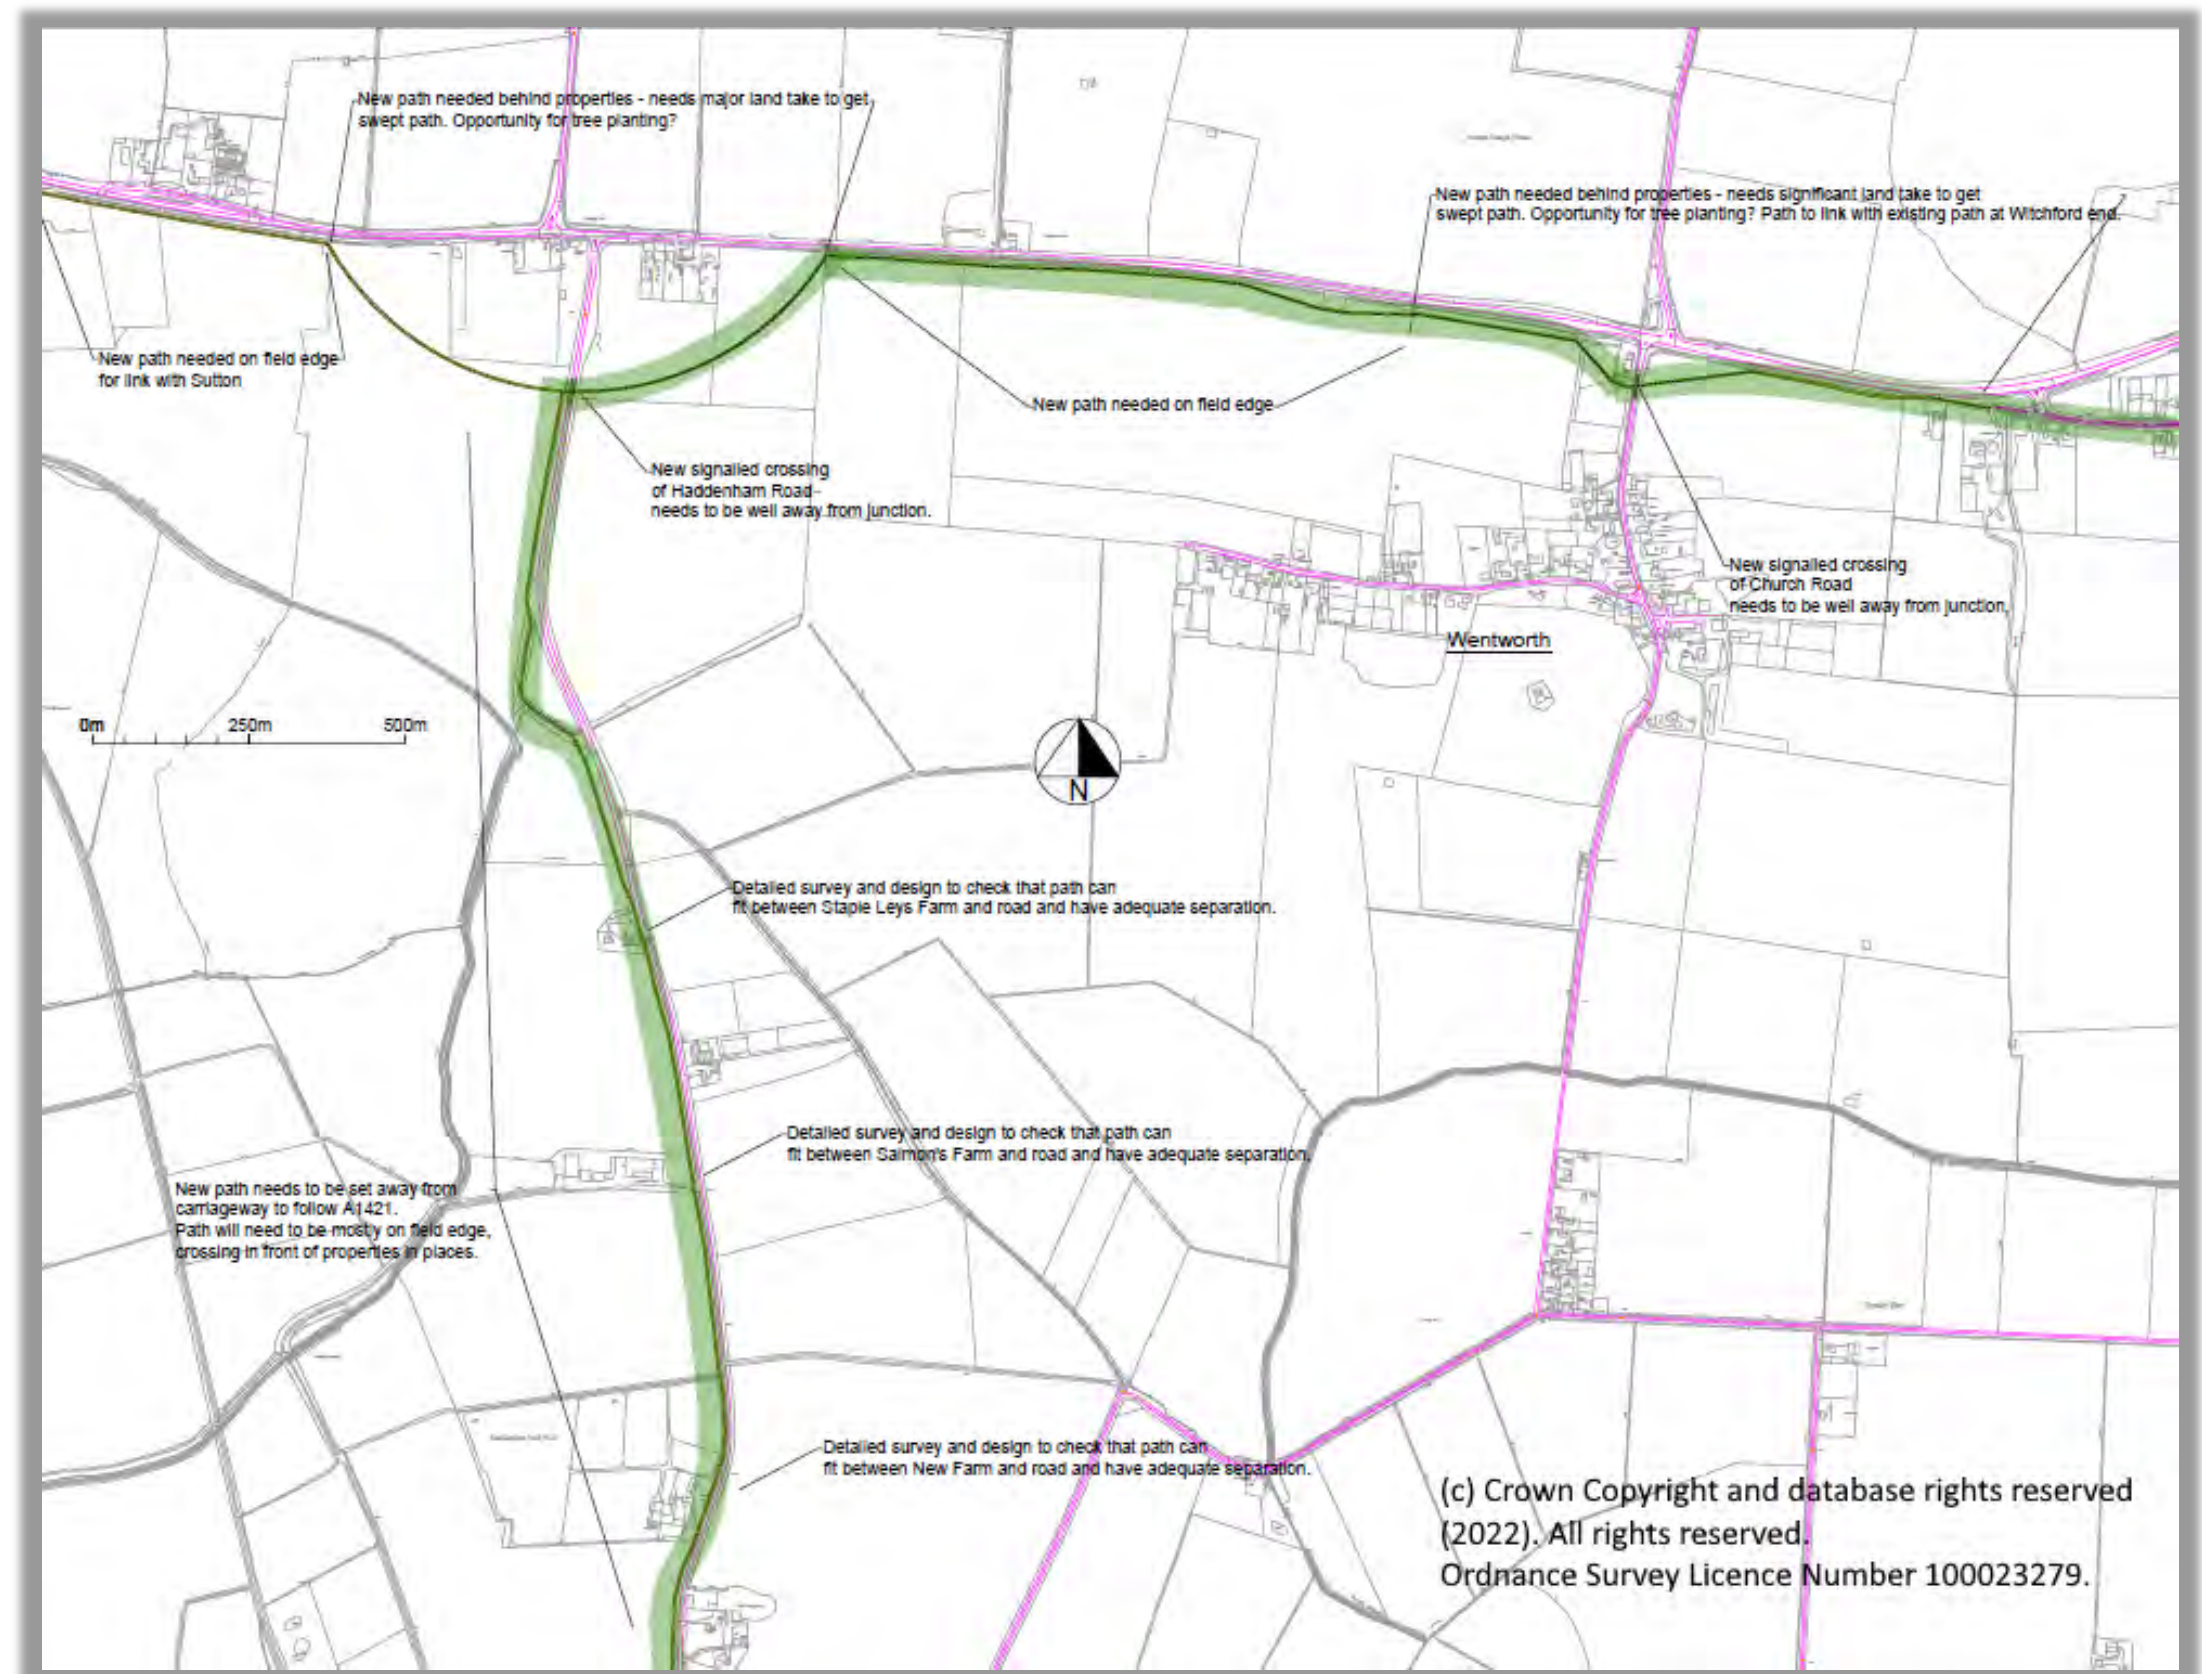 New path needed behind properties - needs major land take to get
swept path. Opportunity for tree planting?
New path needed behind properties - needs significant land take to get
swept path. Opportunity for tree planting? Path to link with existing path at Witchford end.
New path needed on field edge
for link with Sutton
New path needed on field edge
New signalled crossing
of Haddenham Road-
needs to be well away from junction.
New signalled crossing
of Church Road
needs to be well away from junction.
Wentworth
0m 250m 500m
N
Detailed survey and design to check that path can
fit between Staple Leys Farm and road and have adequate separation.
Detailed survey and design to check that path can
fit between Salmon's Farm and road and have adequate separation.
New path needs to be set away from
carriageway to follow A1421.
Path will need to be mostly on field edge,
crossing in front of properties in places.
Detailed survey and design to check that path can
fit between New Farm and road and have adequate separation.
(c) Crown Copyright and database rights reserved
(2022). All rights reserved.
Ordnance Survey Licence Number 100023279.